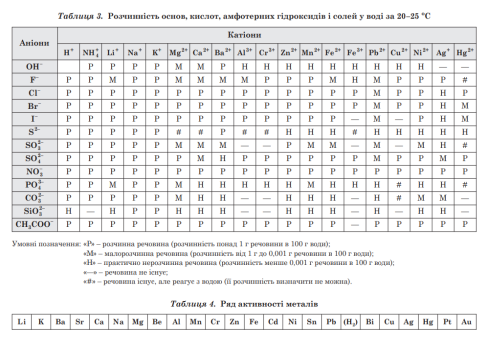 Таблиця 3. Розчинність основ, кислот, амфотерних гідроксидів і солей у воді за 20–25 °С
Аніони Катіони
H⁺ NH₄⁺ Li⁺ Na⁺ K⁺ Mg²⁺ Ca²⁺ Ba²⁺ Al³⁺ Cr³⁺ Zn²⁺ Mn²⁺ Fe²⁺ Fe³⁺ Pb²⁺ Cu²⁺ Ni²⁺ Ag⁺ Hg²⁺
OH⁻ Р Р Р Р М М Р Н Н Н Н Н Н Н Н Н — —
F⁻ Р Р М Р Р М М М М Р Р Р М Н М Р Р Р #
Cl⁻ Р Р Р Р Р Р Р Р Р Р Р Р Р Р М Р Р Н Р
Br⁻ Р Р Р Р Р Р Р Р Р Р Р Р Р Р М Р Р Н М
I⁻ Р Р Р Р Р Р Р Р Р Р Р Р Р — М — Р Н М
S²⁻ Р Р Р Р Р # # Р # # Н Н Н # Н Н Н Н Н
SO₃²⁻ Р Р Р Р Р М М М — — — Н —
SO₄²⁻ Р Р Р Р Р Р М Н Р Р Р Р Р Р М Р Р М Р
NO₃⁻ Р Р Р Р Р Р Р Р Р Р Р Р Р Р Р Р Р Р Р
PO₄³⁻ Р Р М Р Р М Н Н Н Н Н Н Н Н Н # Н Н #
CO₃²⁻ Р Р Р Р Р М Н Н — — Н Н Н — Н # М М —
SiO₃²⁻ Н — Н Р Р Н Н Н — — Н Н Н — Н — Н Н —
CH₃COO⁻ Р Р Р Р Р Р Р Р Р Р Р Р Р Р Р Р Р
Умовні позначення: «Р» – розчинна речовина (розчинність понад 1 г речовини в 100 г води);
«М» – малорозчинна речовина (розчинність від 1 г до 0,001 г речовини в 100 г води);
«Н» – практично нерозчинна речовина (розчинність менше 0,001 г речовини в 100 г води);
«—» – речовина не існує;
«#» – речовина існує, але реагує з водою (її розчинність визначити не можна).
Таблиця 4. Ряд активності металів
Li K Ba Sr Ca Na Mg Be Al Mn Cr Zn Fe Cd Ni Sn Pb (H₂) Bi Cu Ag Hg Pt Au